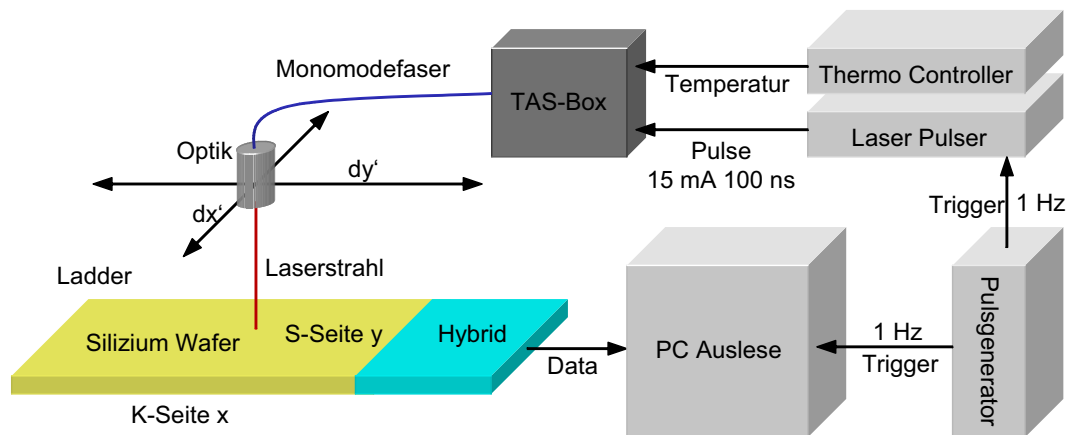 Monomodefaser
TAS-Box
Temperatur
Thermo Controller
Laser Pulser
Pulse
15 mA 100 ns
Optik
dy‘
dx‘
Trigger 1 Hz
Ladder
Laserstrahl
Silizium Wafer
S-Seite y
Hybrid
K-Seite x
Data
PC Auslese
1 Hz
Trigger
Pulsgenerator